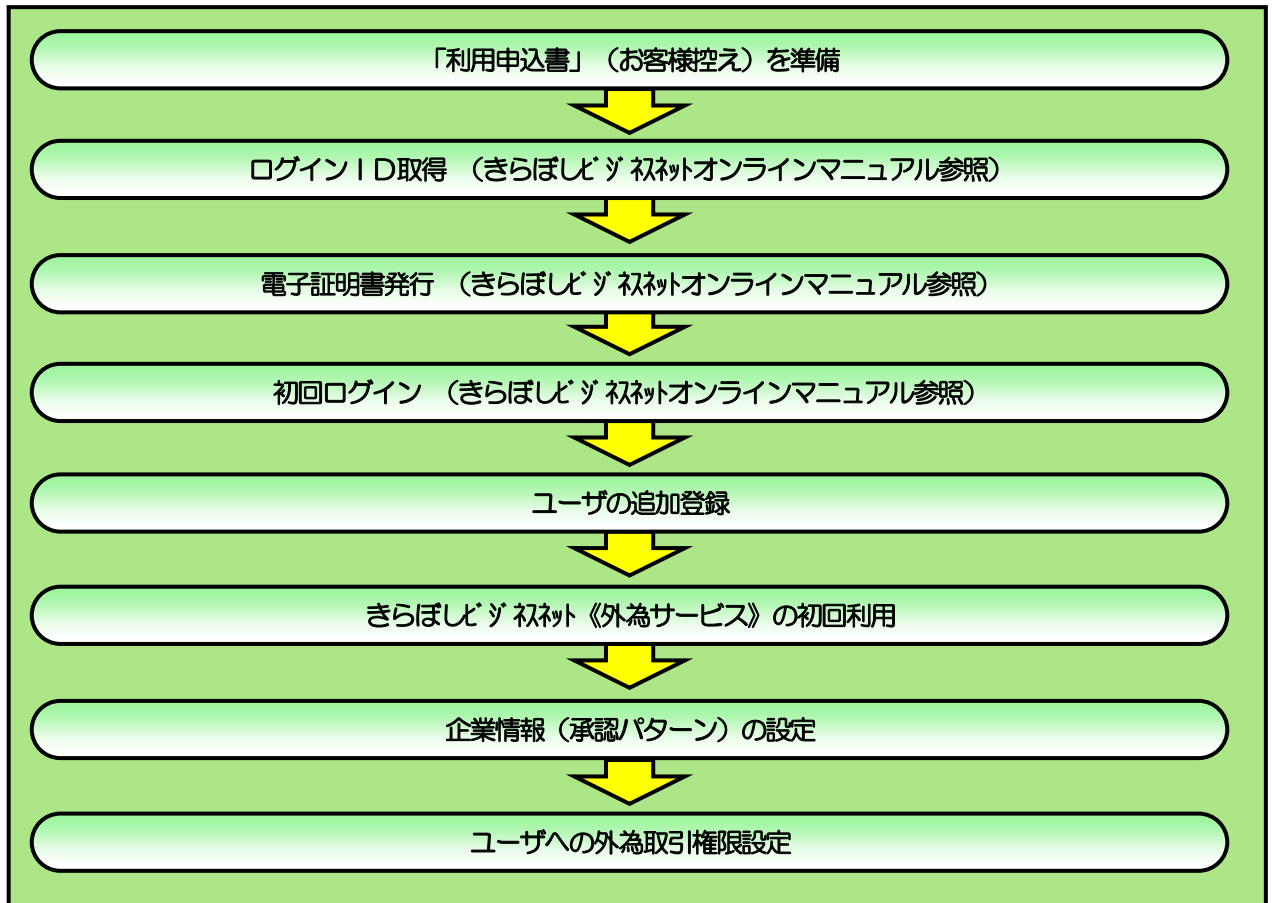 「利用申込書」（お客様控え）を準備
ログインＩＤ取得　（きらぼしﾋﾞｼﾞﾈｽﾈｯﾄオンラインマニュアル参照）
電子証明書発行　（きらぼしﾋﾞｼﾞﾈｽﾈｯﾄオンラインマニュアル参照）
初回ログイン　（きらぼしﾋﾞｼﾞﾈｽﾈｯﾄオンラインマニュアル参照）
ユーザの追加登録
きらぼしﾋﾞｼﾞﾈｽﾈｯﾄ《外為サービス》の初回利用
企業情報（承認パターン）の設定
ユーザへの外為取引権限設定